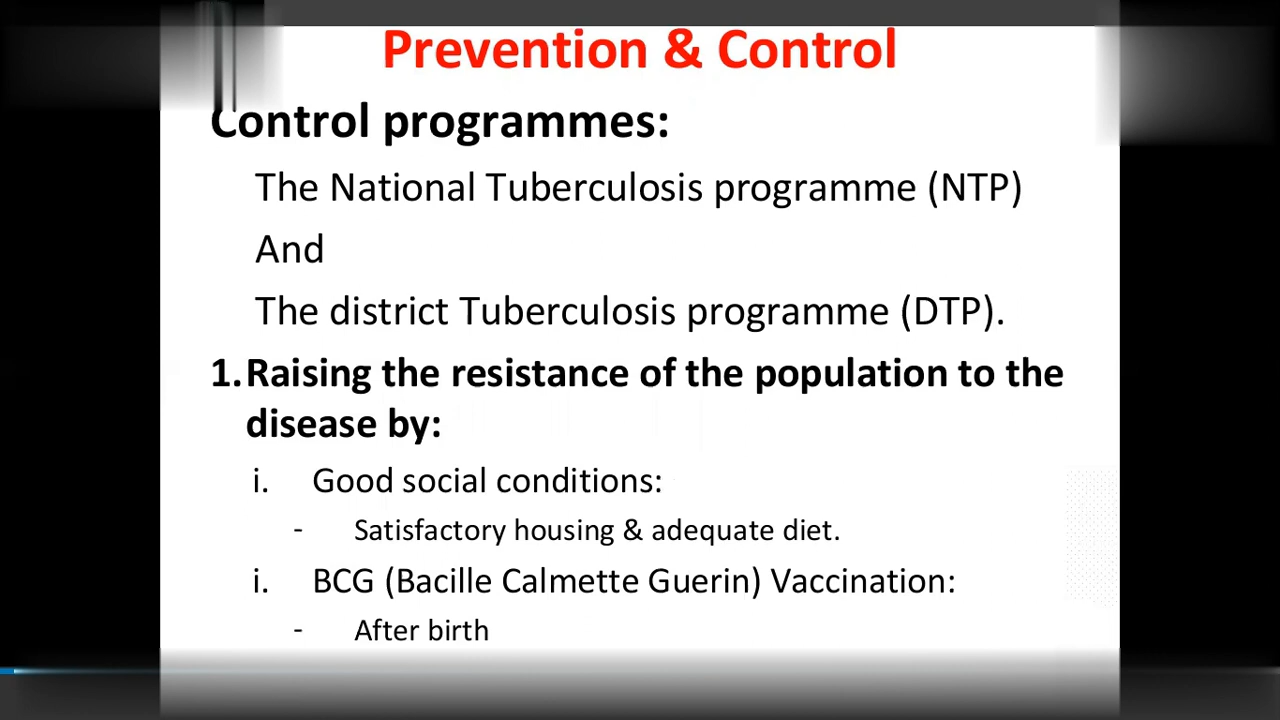 Prevention & Control
Control programmes:
The National Tuberculosis programme (NTP)
And
The district Tuberculosis programme (DTP).
1. Raising the resistance of the population to the
disease by:
i. Good social conditions:
- Satisfactory housing & adequate diet.
i. BCG (Bacille Calmette Guerin) Vaccination:
- After birth